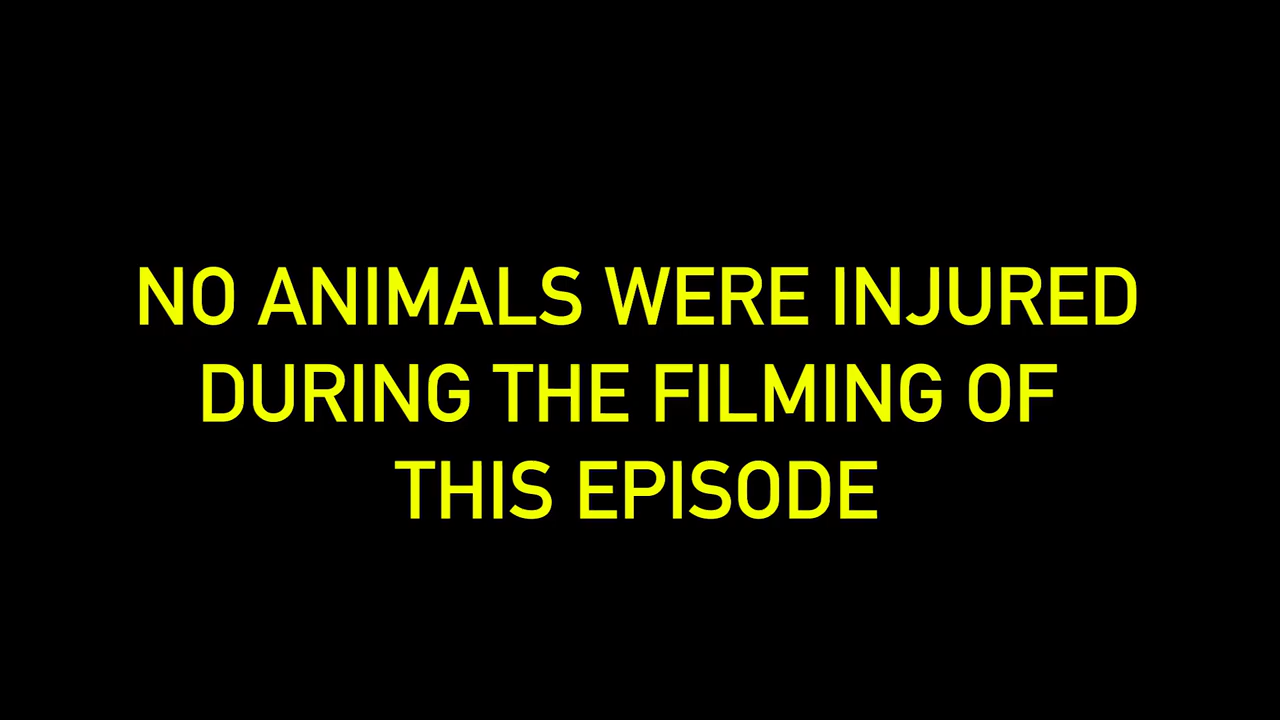 NO ANIMALS WERE INJURED
DURING THE FILMING OF
THIS EPISODE